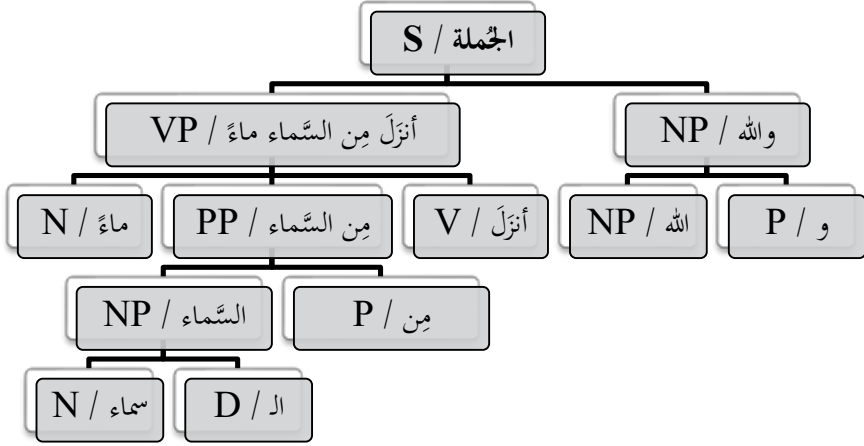 الجُملة / S
والله / NP
أنزَلَ مِن السَّماء ماءً / VP
و / P
الله / NP
أنزَلَ / V
مِن السَّماء / PP
ماءً / N
مِن / P
السَّماء / NP
الـ / D
سماء / N